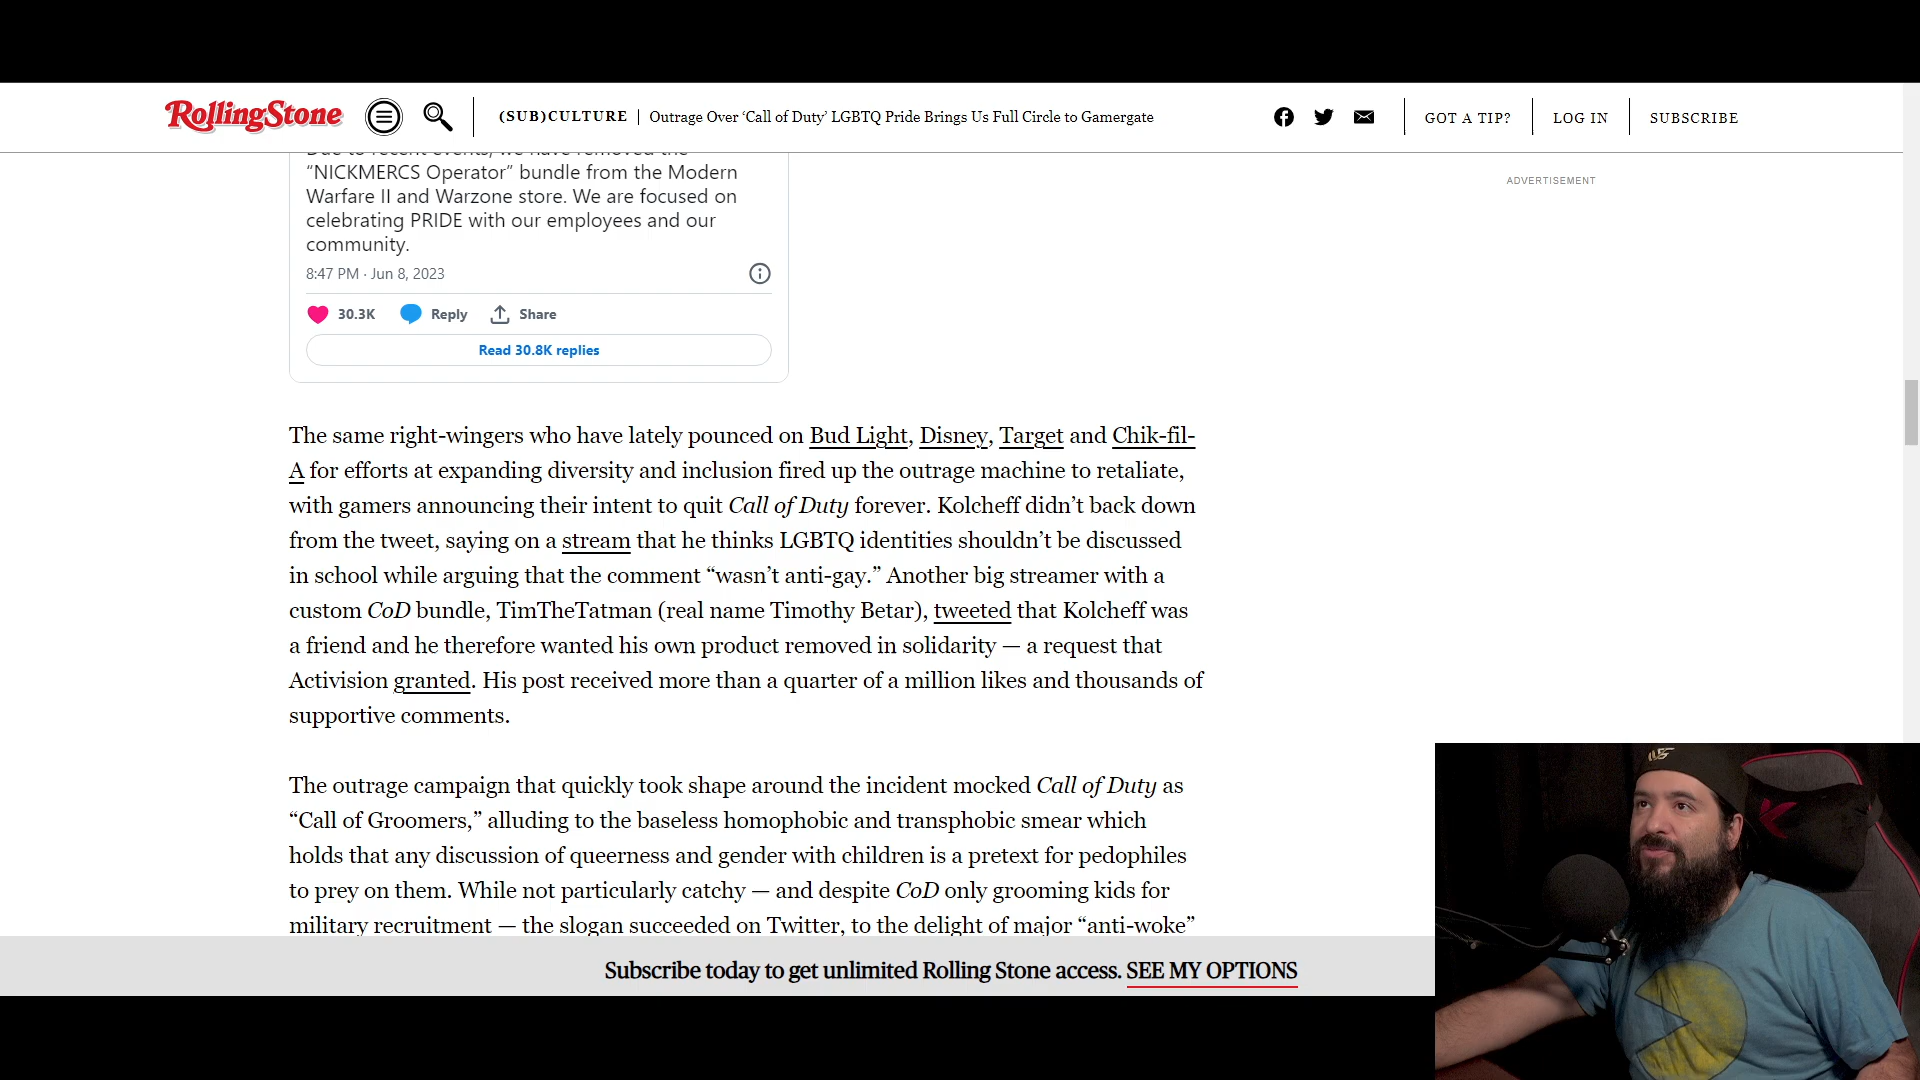 RollingStone
(SUB)CULTURE | Outrage Over ‘Call of Duty’ LGBTQ Pride Brings Us Full Circle to Gamergate
GOT A TIP?
LOG IN
SUBSCRIBE
Due to recent events, we have removed the
“NICKMERCS Operator” bundle from the Modern
Warfare II and Warzone store. We are focused on
celebrating PRIDE with our employees and our
community.
8:47 PM · Jun 8, 2023
30.3K Reply Share
Read 30.8K replies
ADVERTISEMENT
The same right-wingers who have lately pounced on Bud Light, Disney, Target and Chik-fil-
A for efforts at expanding diversity and inclusion fired up the outrage machine to retaliate,
with gamers announcing their intent to quit Call of Duty forever. Kolcheff didn’t back down
from the tweet, saying on a stream that he thinks LGBTQ identities shouldn’t be discussed
in school while arguing that the comment “wasn’t anti-gay.” Another big streamer with a
custom CoD bundle, TimTheTatman (real name Timothy Betar), tweeted that Kolcheff was
a friend and he therefore wanted his own product removed in solidarity — a request that
Activision granted. His post received more than a quarter of a million likes and thousands of
supportive comments.
The outrage campaign that quickly took shape around the incident mocked Call of Duty as
“Call of Groomers,” alluding to the baseless homophobic and transphobic smear which
holds that any discussion of queerness and gender with children is a pretext for pedophiles
to prey on them. While not particularly catchy — and despite CoD only grooming kids for
military recruitment — the slogan succeeded on Twitter, to the delight of major “anti-woke”
Subscribe today to get unlimited Rolling Stone access. SEE MY OPTIONS